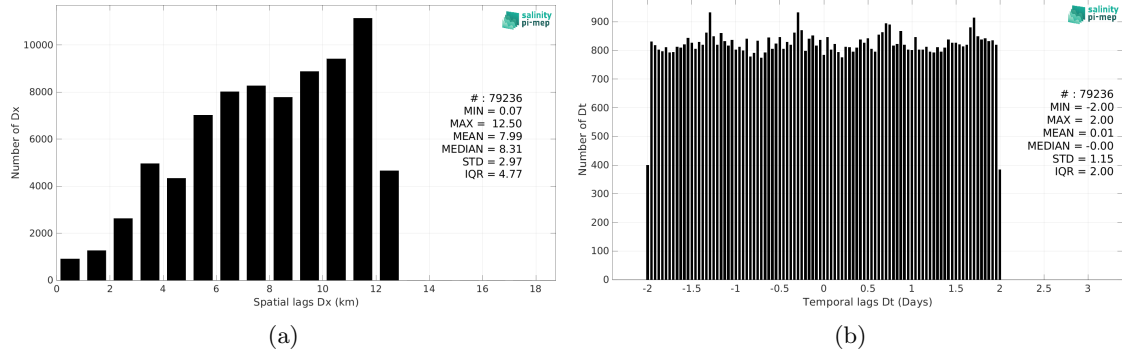 salinity
pi-mep
10000
8000
6000
4000
2000
0
Number of Dx
# : 79236
MIN = 0.07
MAX = 12.50
MEAN = 7.99
MEDIAN = 8.31
STD = 2.97
IQR = 4.77
0 2 4 6 8 10 12 14 16 18
Spatial lags Dx (km)
(a)
salinity
pi-mep
900
800
700
600
500
400
300
200
100
0
Number of Dt
# : 79236
MIN = -2.00
MAX = 2.00
MEAN = 0.01
MEDIAN = -0.00
STD = 1.15
IQR = 2.00
-2 -1.5 -1 -0.5 0 0.5 1 1.5 2 2.5 3
Temporal lags Dt (Days)
(b)